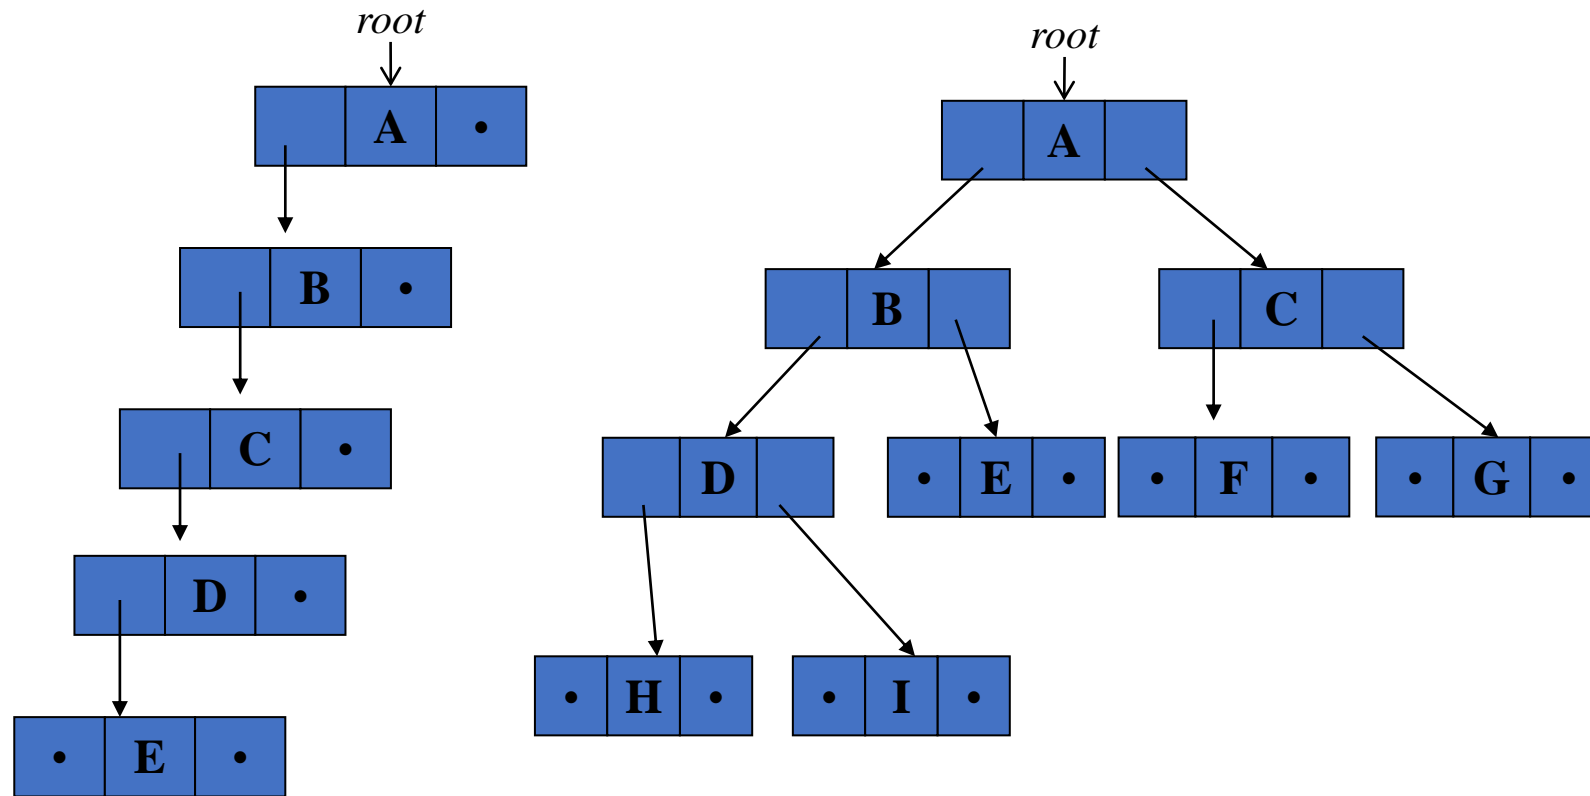 root
A •
B •
C •
D •
• E •
root
A
B C
D • E • • F • • G •
• H • • I •